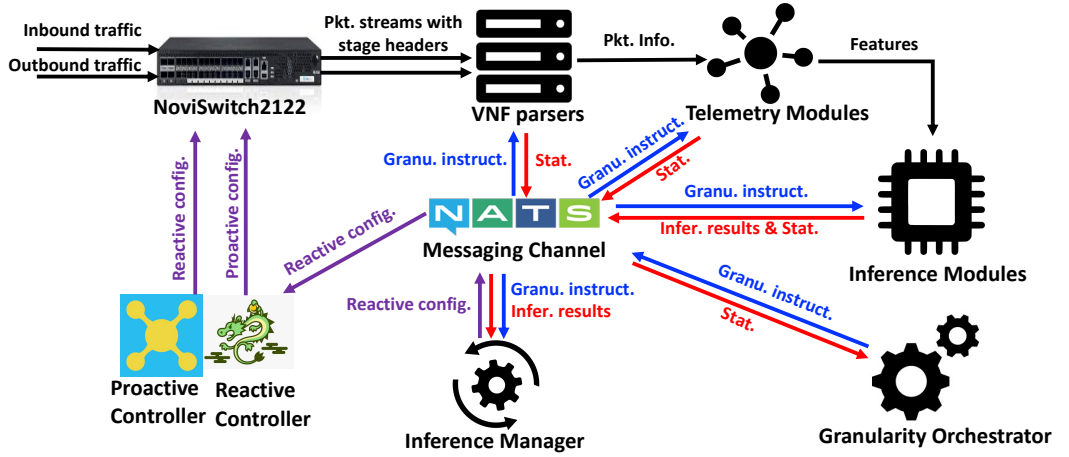 Inbound traffic
Outbound traffic
NoviSwitch2122
Pkt. streams with
stage headers
VNF parsers
Pkt. Info.
Telemetry Modules
Features
Granu. instruct.
Stat.
Granu. instruct.
Stat.
Granu. instruct.
Infer. results & Stat.
Inference Modules
Reactive config.
Proactive config.
Reactive config.
NATS
Messaging Channel
Reactive config.
Granu. instruct.
Infer. results
Granu. instruct.
Stat.
Proactive
Controller
Reactive
Controller
Inference Manager
Granularity Orchestrator